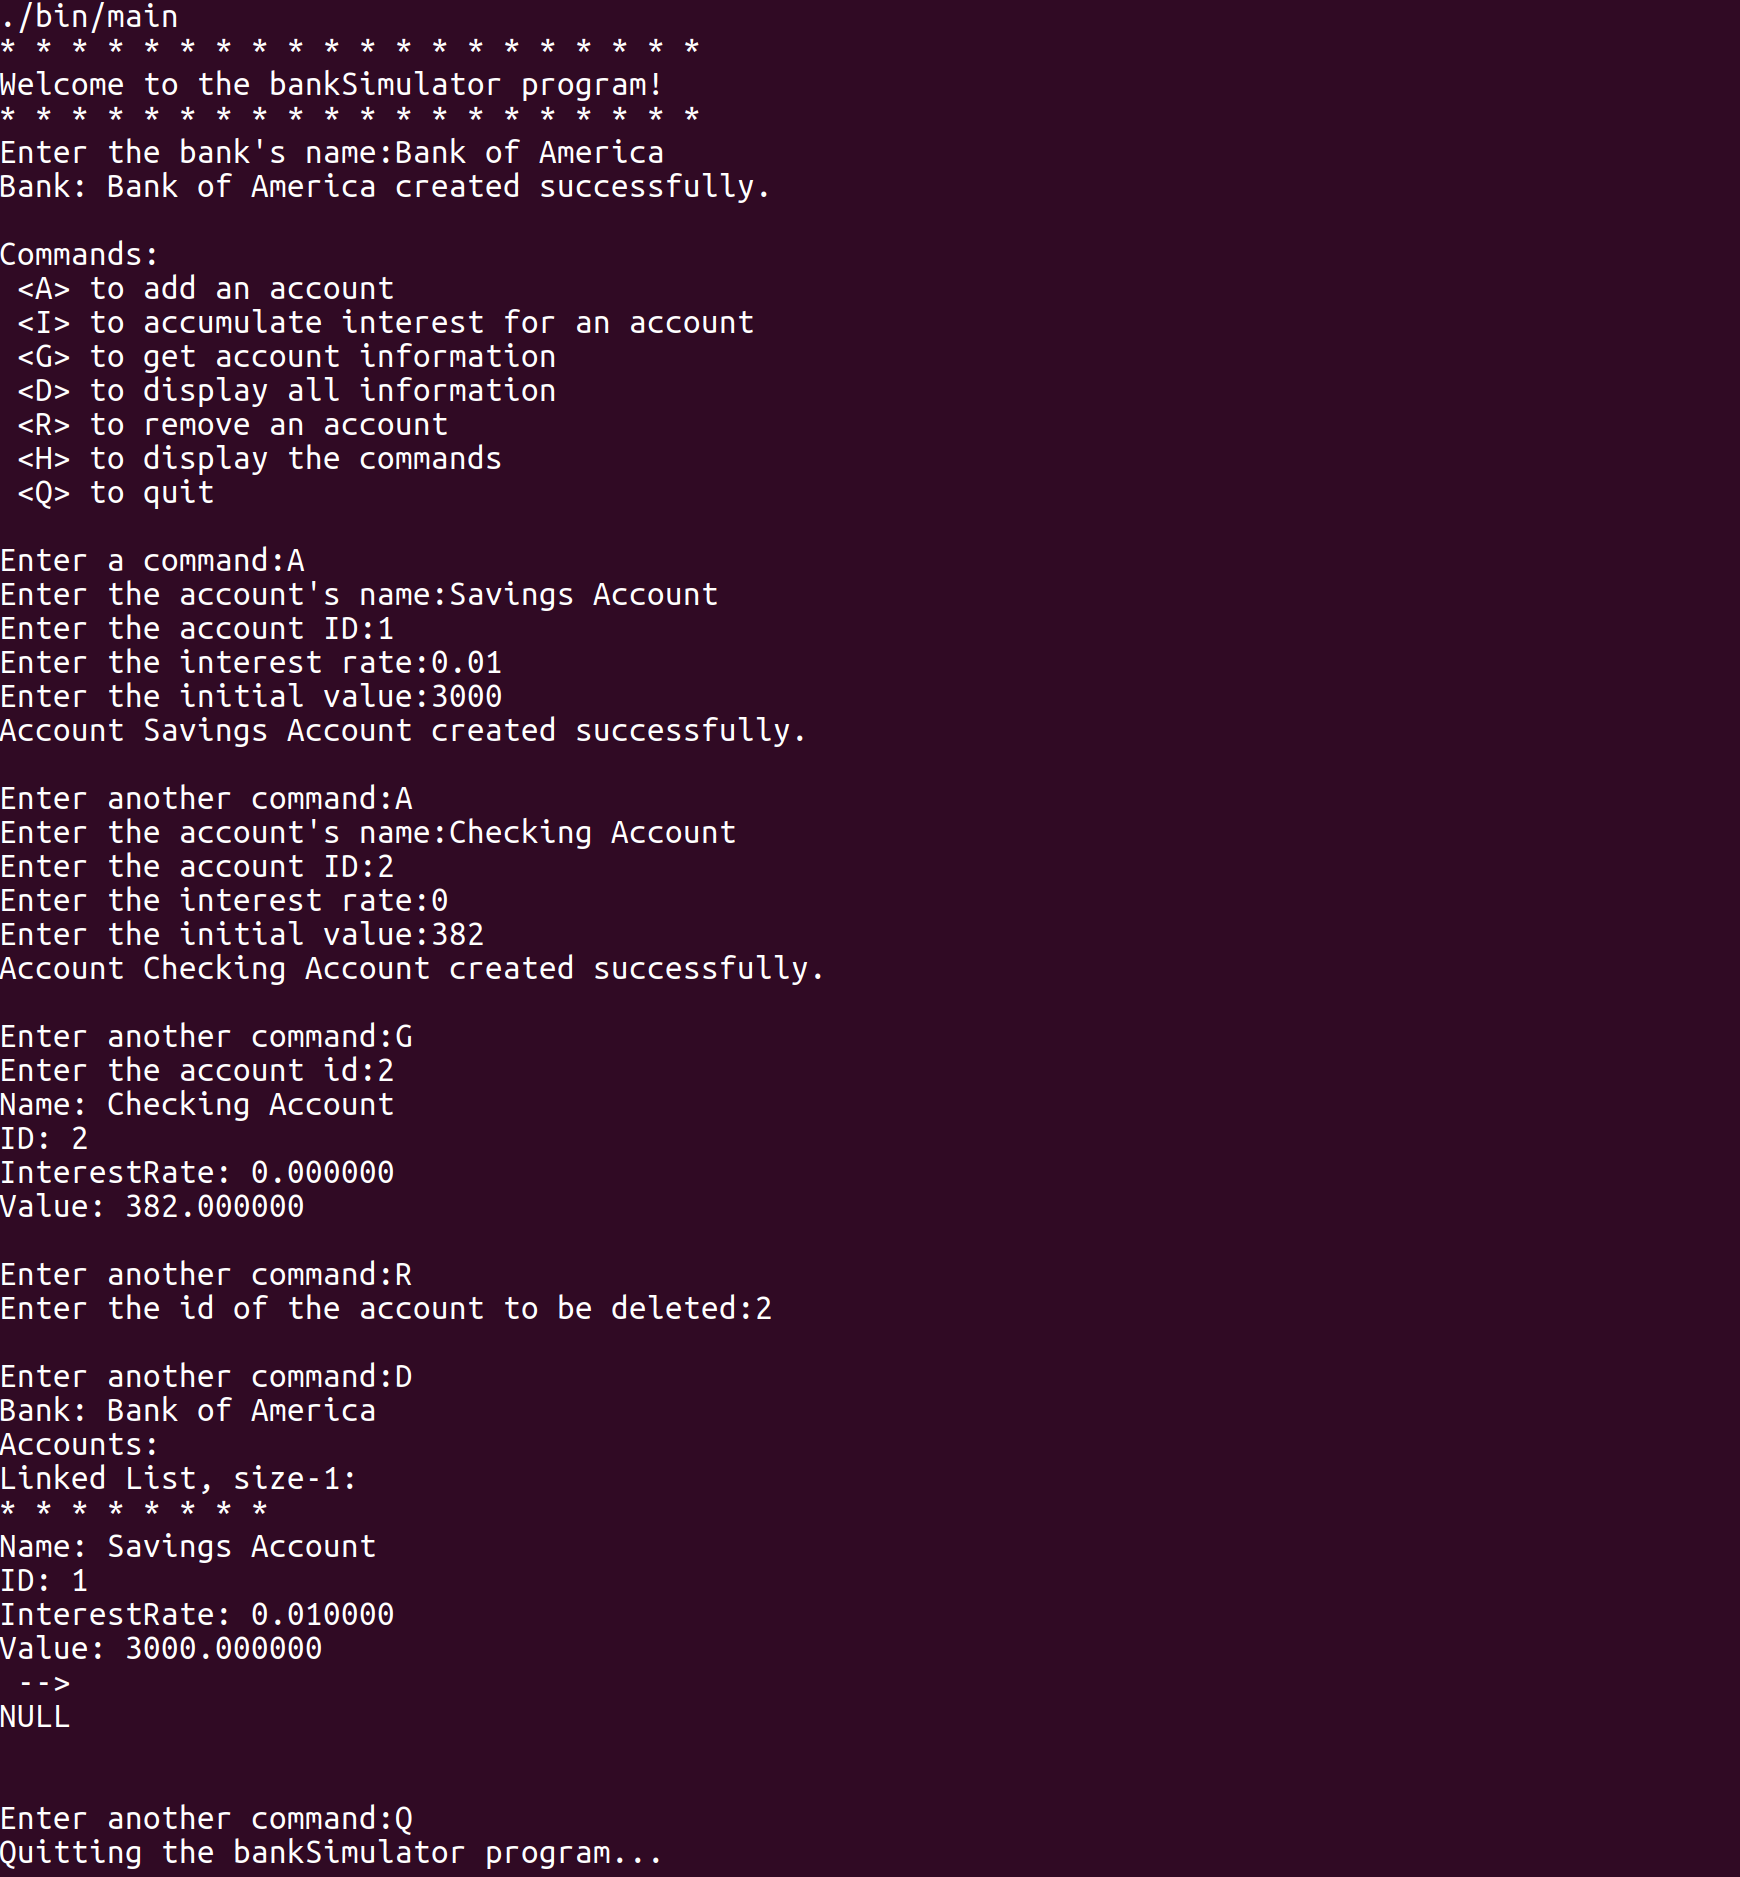 ./bin/main
* * * * * * * * * * * * * * * * * * * *
Welcome to the bankSimulator program!
* * * * * * * * * * * * * * * * * * * *
Enter the bank's name:Bank of America
Bank: Bank of America created successfully.

Commands:
 <A> to add an account
 <I> to accumulate interest for an account
 <G> to get account information
 <D> to display all information
 <R> to remove an account
 <H> to display the commands
 <Q> to quit

Enter a command:A
Enter the account's name:Savings Account
Enter the account ID:1
Enter the interest rate:0.01
Enter the initial value:3000
Account Savings Account created successfully.

Enter another command:A
Enter the account's name:Checking Account
Enter the account ID:2
Enter the interest rate:0
Enter the initial value:382
Account Checking Account created successfully.

Enter another command:G
Enter the account id:2
Name: Checking Account
ID: 2
InterestRate: 0.000000
Value: 382.000000

Enter another command:R
Enter the id of the account to be deleted:2

Enter another command:D
Bank: Bank of America
Accounts:
Linked List, size-1:
* * * * * * * *
Name: Savings Account
ID: 1
InterestRate: 0.010000
Value: 3000.000000
 -->
NULL

Enter another command:Q
Quitting the bankSimulator program...